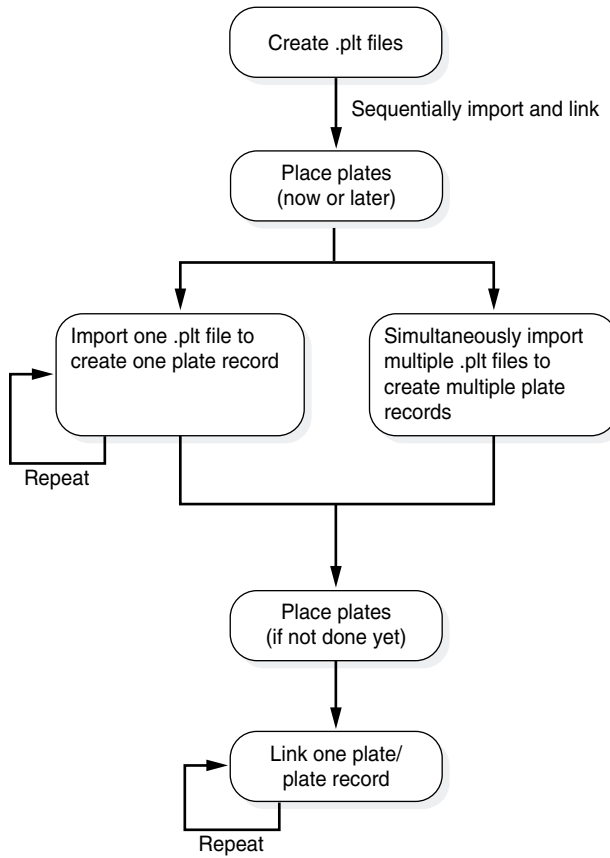 Create .plt files
Sequentially import and link
Place plates
(now or later)
Import one .plt file to
create one plate record
Repeat
Simultaneously import
multiple .plt files to
create multiple plate
records
Place plates
(if not done yet)
Link one plate/
plate record
Repeat